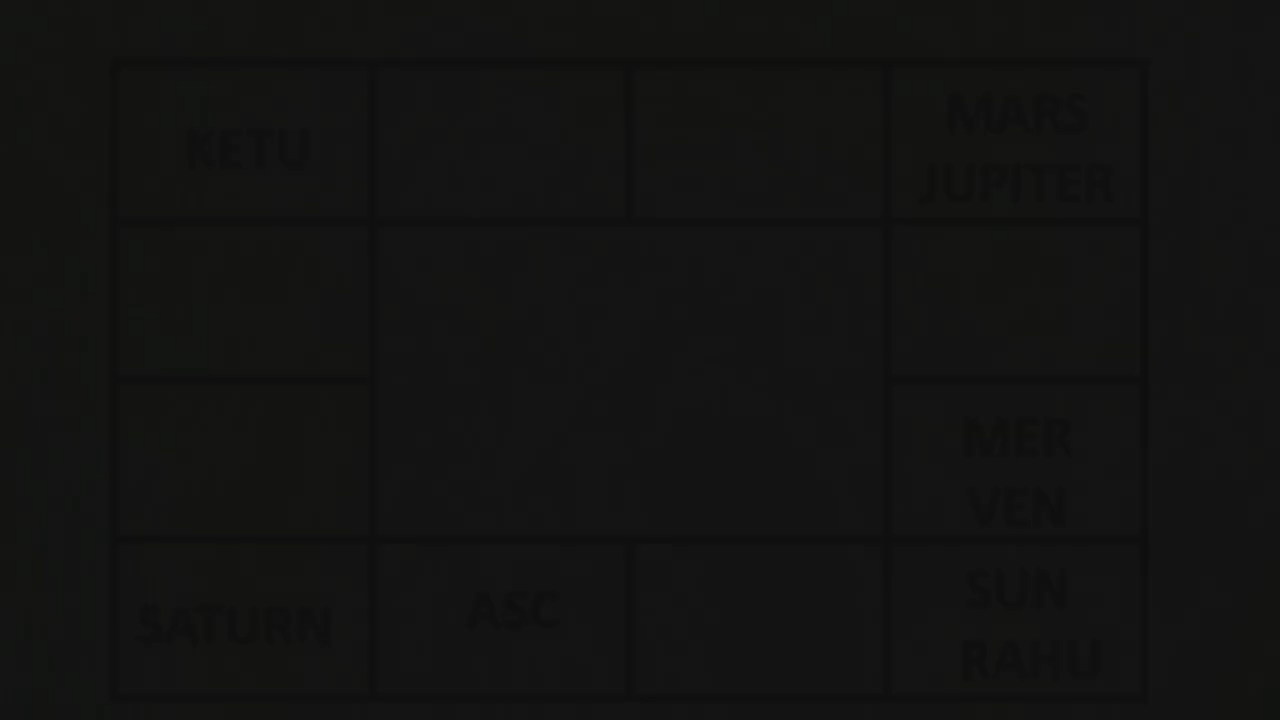 KETU
MARS
JUPITER
MER
VEN
SATURN
ASC
SUN
RAHU